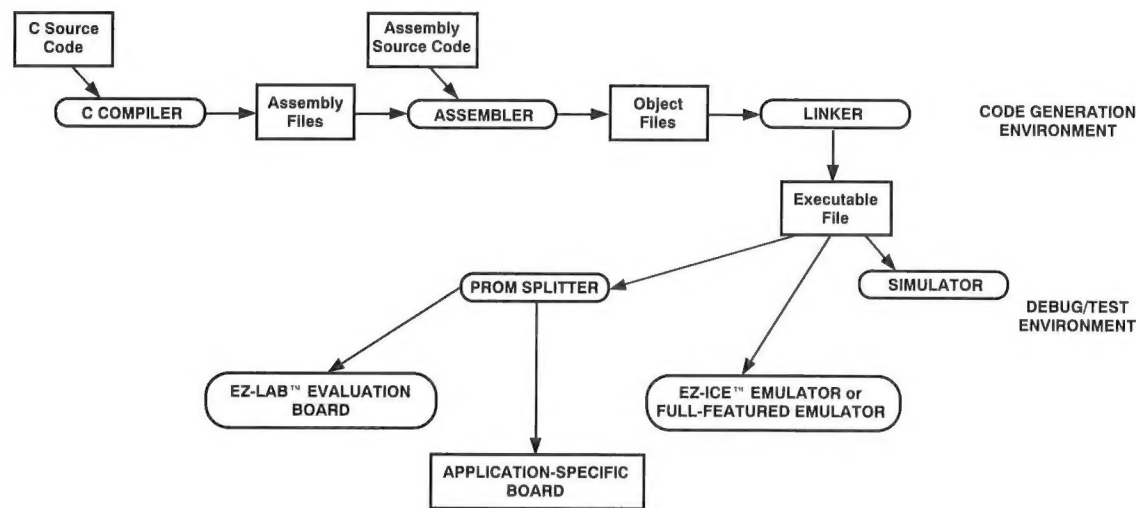 C Source
Code
Assembly
Source Code
C COMPILER
Assembly
Files
ASSEMBLER
Object
Files
LINKER
CODE GENERATION
ENVIRONMENT
Executable
File
PROM SPLITTER
SIMULATOR
DEBUG/TEST
ENVIRONMENT
EZ-LAB™ EVALUATION
BOARD
EZ-ICE™ EMULATOR or
FULL-FEATURED EMULATOR
APPLICATION-SPECIFIC
BOARD